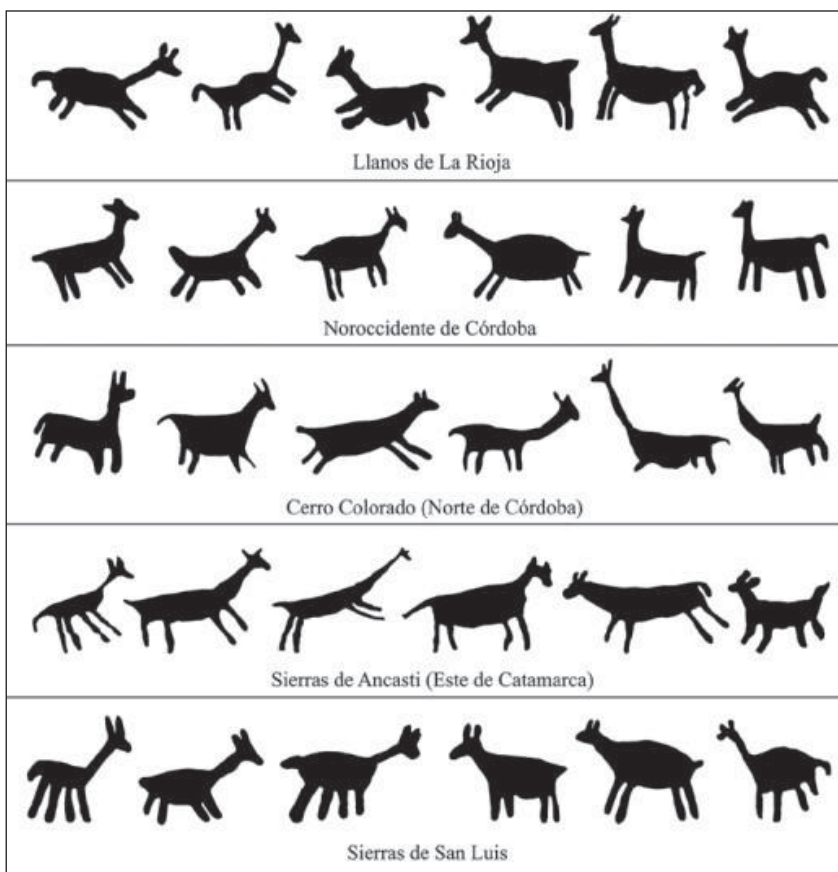 Llanos de La Rioja
Noroccidente de Córdoba
Cerro Colorado (Norte de Córdoba)
Sierras de Ancasti (Este de Catamarca)
Sierras de San Luis